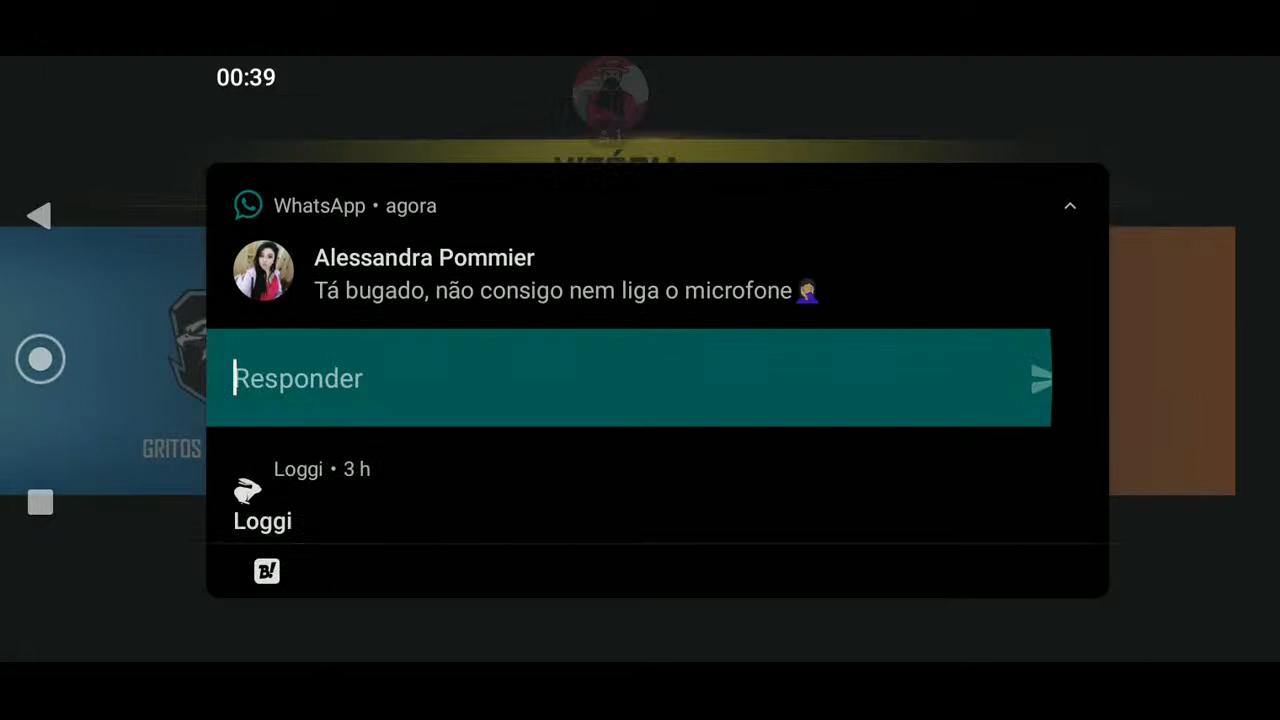 00:39
WhatsApp • agora
Alessandra Pommier
Tá bugado, não consigo nem liga o microfone🤦🏽‍♀️
Responder
GRITOS
Loggi • 3 h
Loggi
B!